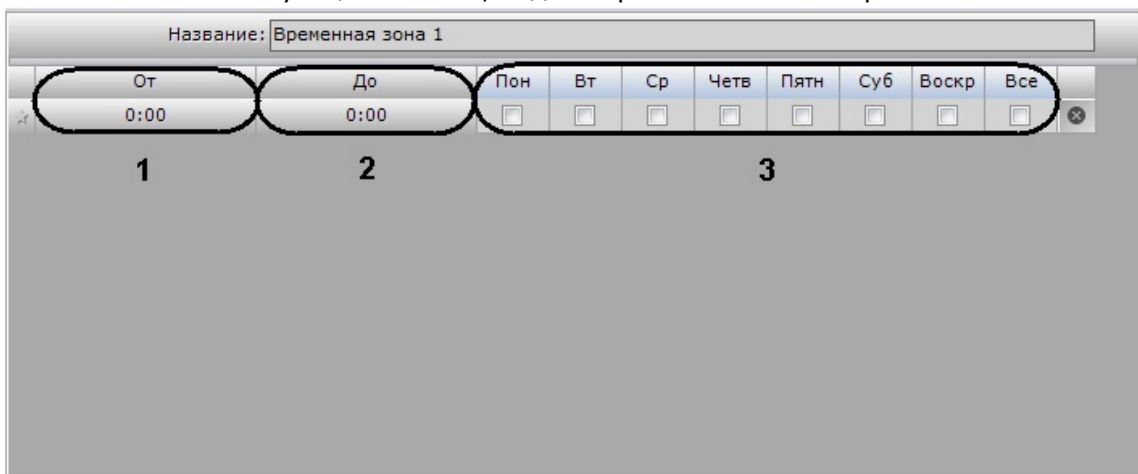 Название: Временная зона 1
От До Пон Вт Ср Четв Пятн Суб Воскр Все
0:00 0:00
1 2 3